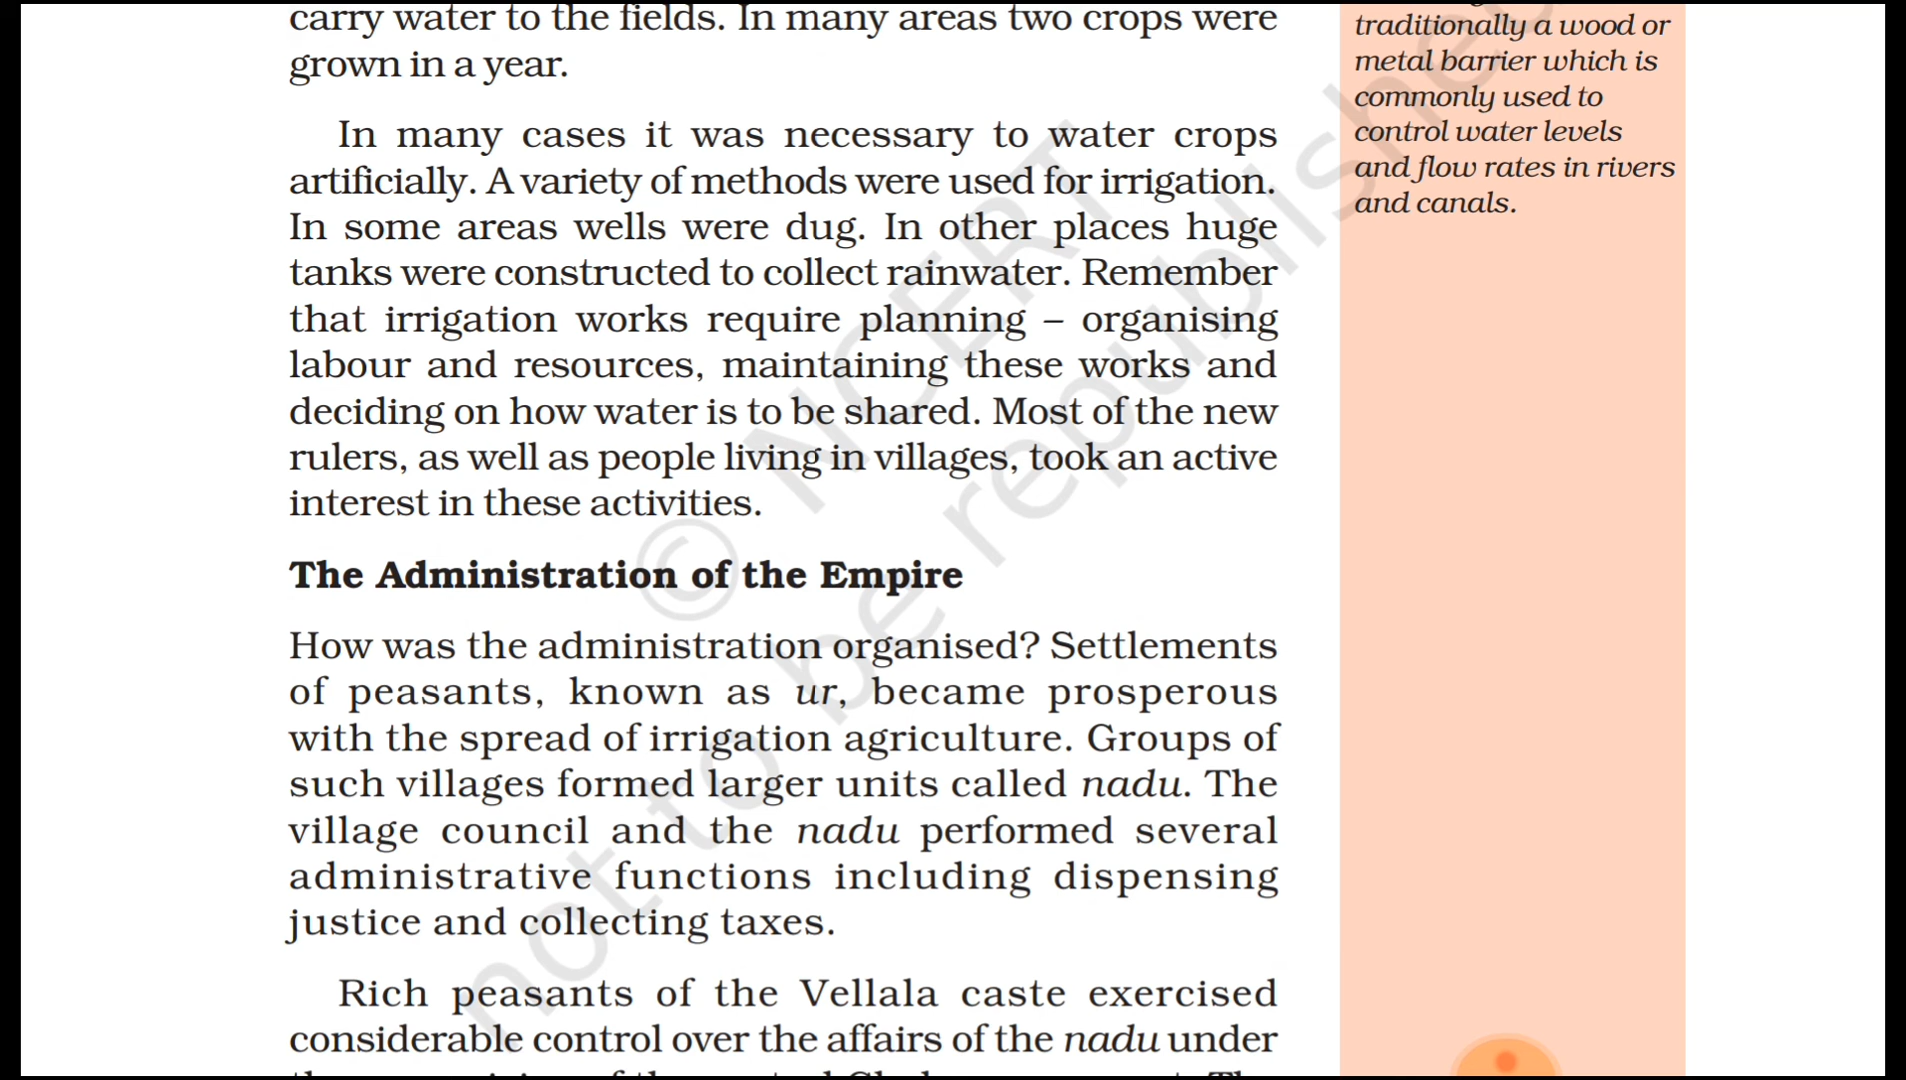 carry water to the fields. In many areas two crops were
grown in a year.
In many cases it was necessary to water crops
artificially. A variety of methods were used for irrigation.
In some areas wells were dug. In other places huge
tanks were constructed to collect rainwater. Remember
that irrigation works require planning – organising
labour and resources, maintaining these works and
deciding on how water is to be shared. Most of the new
rulers, as well as people living in villages, took an active
interest in these activities.
The Administration of the Empire
How was the administration organised? Settlements
of peasants, known as ur, became prosperous
with the spread of irrigation agriculture. Groups of
such villages formed larger units called nadu. The
village council and the nadu performed several
administrative functions including dispensing
justice and collecting taxes.
Rich peasants of the Vellala caste exercised
considerable control over the affairs of the nadu under
traditionally a wood or
metal barrier which is
commonly used to
control water levels
and flow rates in rivers
and canals.
© NCERT
not to be republished